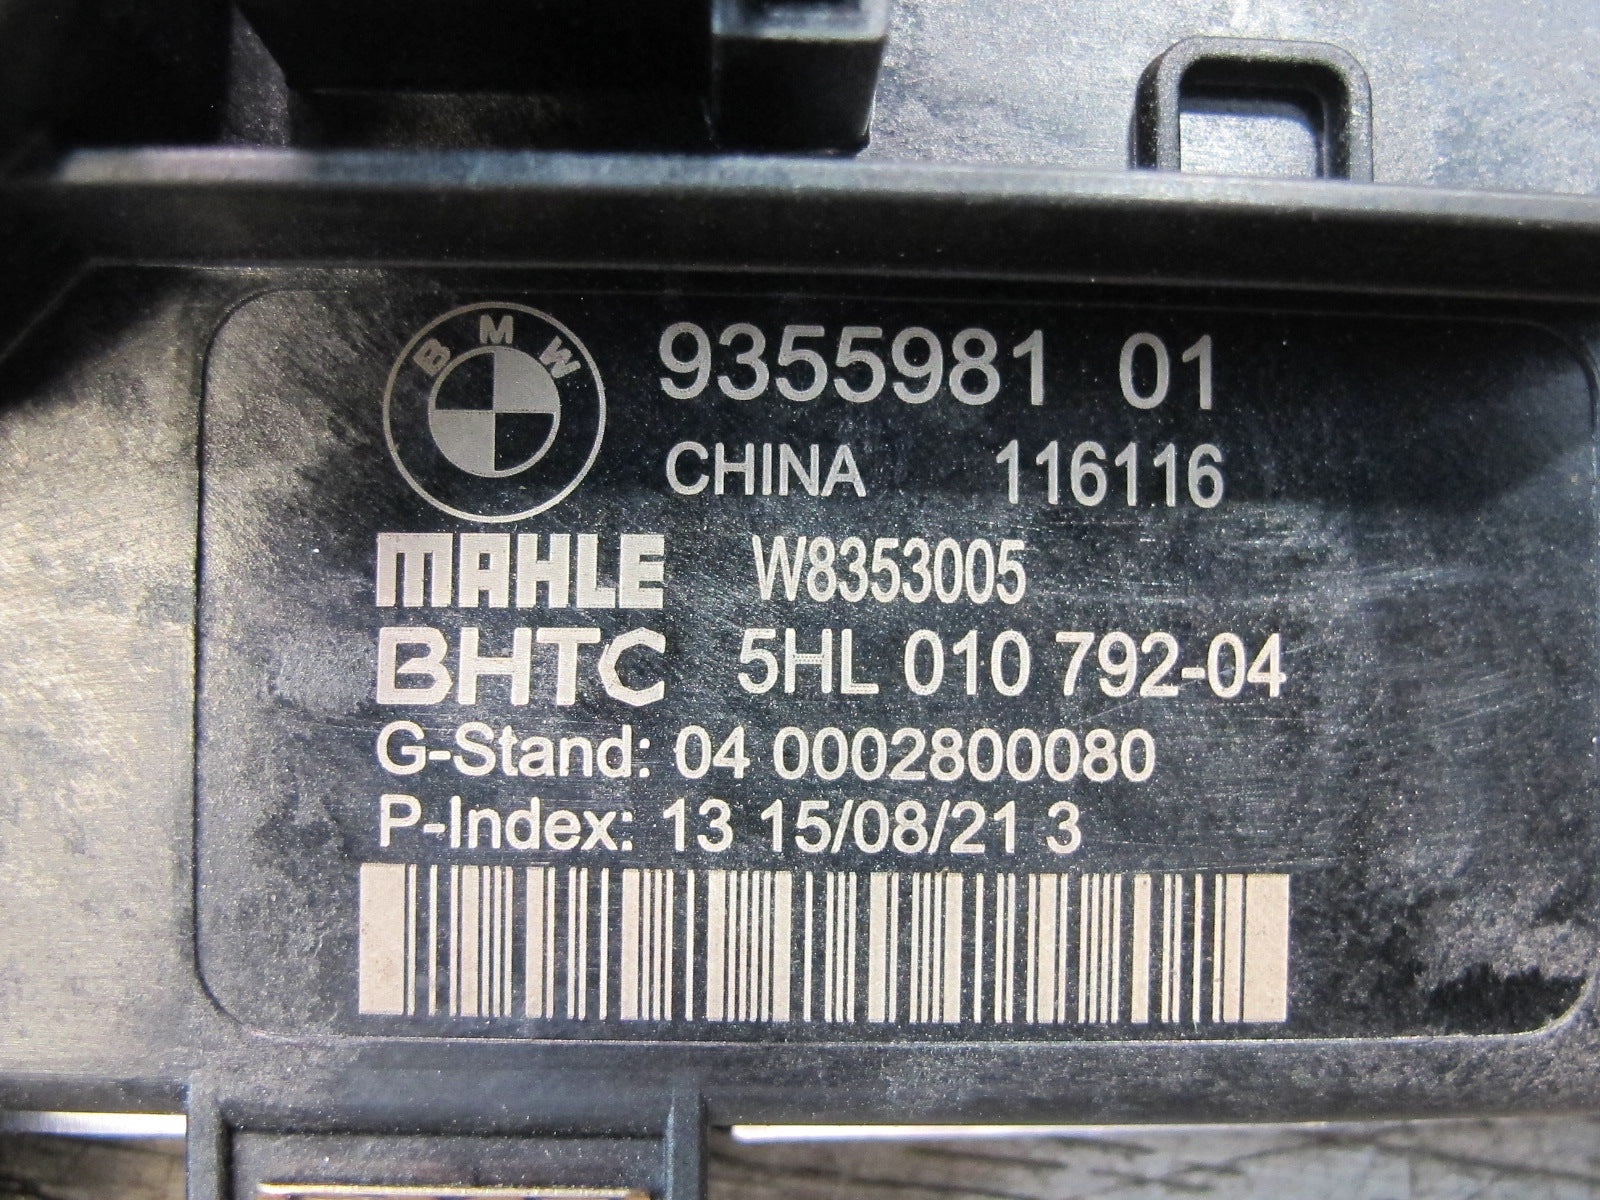 BMW
9355981 01
CHINA 116116
MAHLE W8353005
BHTC 5HL 010 792-04
G-Stand: 04 0002800080
P-Index: 13 15/08/21 3